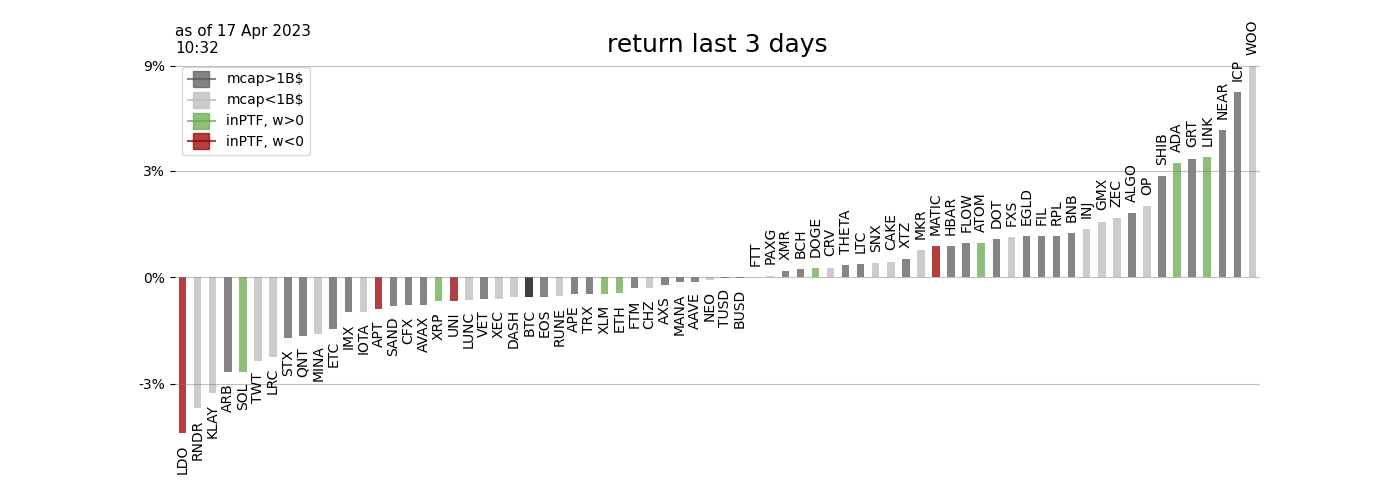 as of 17 Apr 2023
10:32
return last 3 days
9%
3%
0%
-3%
mcap>1B$
mcap<1B$
inPTF, w>0
inPTF, w<0
LDO
RNDR
KLAY
ARB
SOL
TWT
LRC
STX
QNT
MINA
ETC
IMX
IOTA
APT
SAND
CFX
AVAX
XRP
UNI
LUNC
VET
XEC
DASH
BTC
EOS
RUNE
APE
TRX
XLM
ETH
FTM
CHZ
AXS
MANA
AAVE
NEO
TUSD
BUSD
FTT
PAXG
XMR
BCH
DOGE
CRV
THETA
LTC
SNX
CAKE
XTZ
MKR
MATIC
HBAR
FLOW
ATOM
DOT
FXS
EGLD
FIL
RPL
BNB
INJ
GMX
ZEC
ALGO
OP
SHIB
ADA
GRT
LINK
NEAR
ICP
WOO